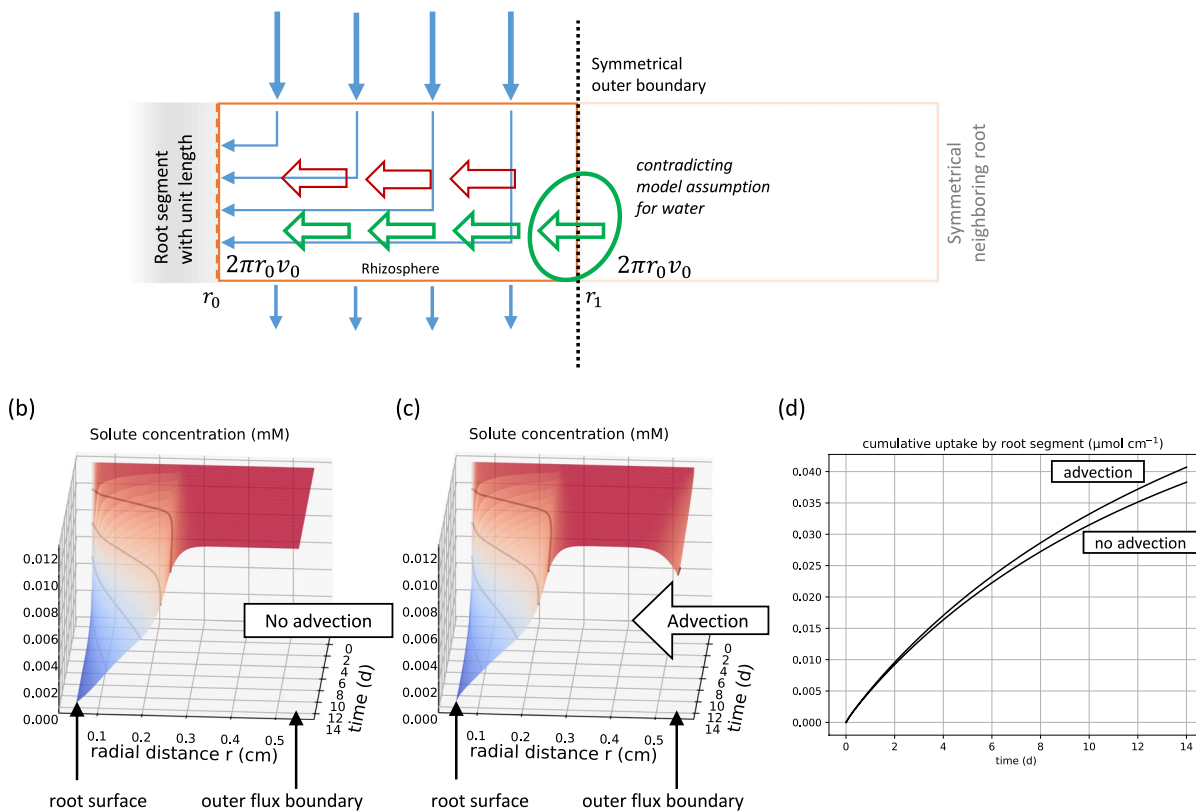 Symmetrical
outer boundary
Root segment
with unit length
contradicting
model assumption
for water
Symmetrical
neighboring root
2πr₀v₀
Rhizosphere
2πr₀v₀
r₀
r₁
(b)
(c)
(d)
Solute concentration (mM)
Solute concentration (mM)
cumulative uptake by root segment (μmol cm⁻¹)
0.012
0.010
0.008
0.006
0.004
0.002
0.000
No advection
0
2
4
6
8
10
12
14
time (d)
0.1
0.2
0.3
0.4
0.5
radial distance r (cm)
root surface
outer flux boundary
0.012
0.010
0.008
0.006
0.004
0.002
0.000
Advection
0
2
4
6
8
10
12
14
time (d)
0.1
0.2
0.3
0.4
0.5
radial distance r (cm)
root surface
outer flux boundary
0.040
0.035
0.030
0.025
0.020
0.015
0.010
0.005
0.000
advection
no advection
0
2
4
6
8
10
12
14
time (d)